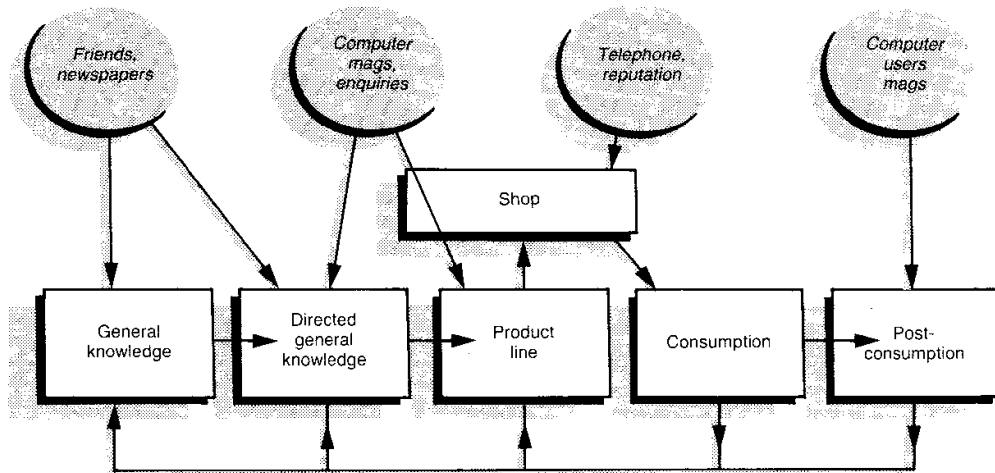 Friends,
newspapers
Computer
mags,
enquiries
Telephone,
reputation
Computer
users
mags
Shop
General
knowledge
Directed
general
knowledge
Product
line
Consumption
Post-
consumption